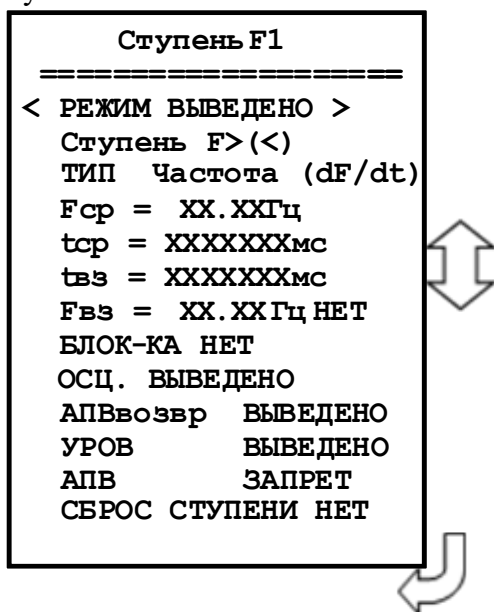 Ступень F1
====================
< РЕЖИМ ВЫВЕДЕНО >
Ступень F>(<)
ТИП Частота (dF/dt)
Fср = XX.XXГц
tср = XXXXXXXмс
tвз = XXXXXXXмс
Fвз = XX.XXГц НЕТ
БЛОК-КА НЕТ
ОСЦ. ВЫВЕДЕНО
АПВвозвр ВЫВЕДЕНО
УРОВ ВЫВЕДЕНО
АПВ ЗАПРЕТ
СБРОС СТУПЕНИ НЕТ